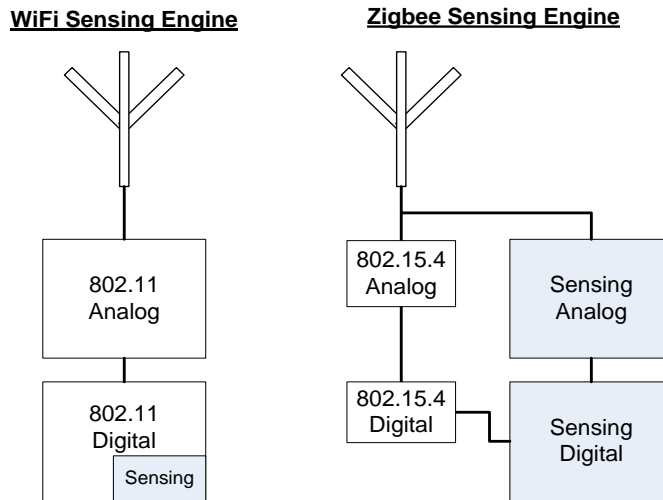 WiFi Sensing Engine
Zigbee Sensing Engine
802.11
Analog
802.15.4
Analog
Sensing
Analog
802.11
Digital
Sensing
802.15.4
Digital
Sensing
Digital